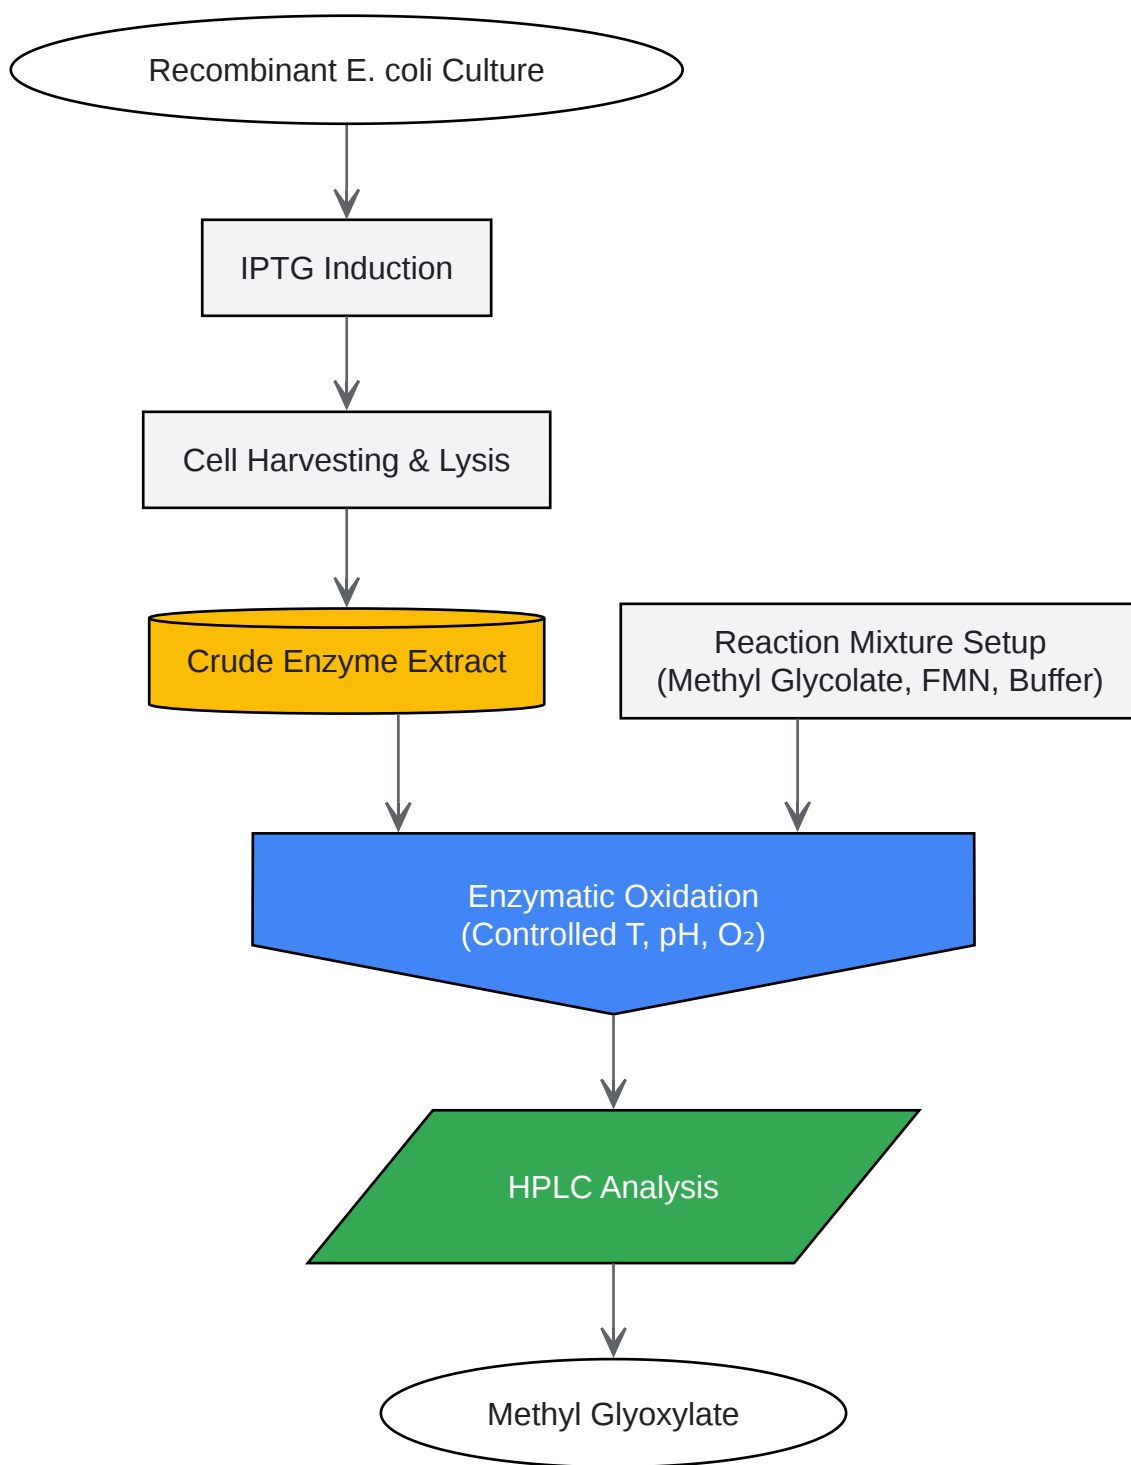 Recombinant E. coli Culture
IPTG Induction
Cell Harvesting & Lysis
Crude Enzyme Extract
Reaction Mixture Setup
(Methyl Glycolate, FMN, Buffer)
Enzymatic Oxidation
(Controlled T, pH, O₂)
HPLC Analysis
Methyl Glyoxylate